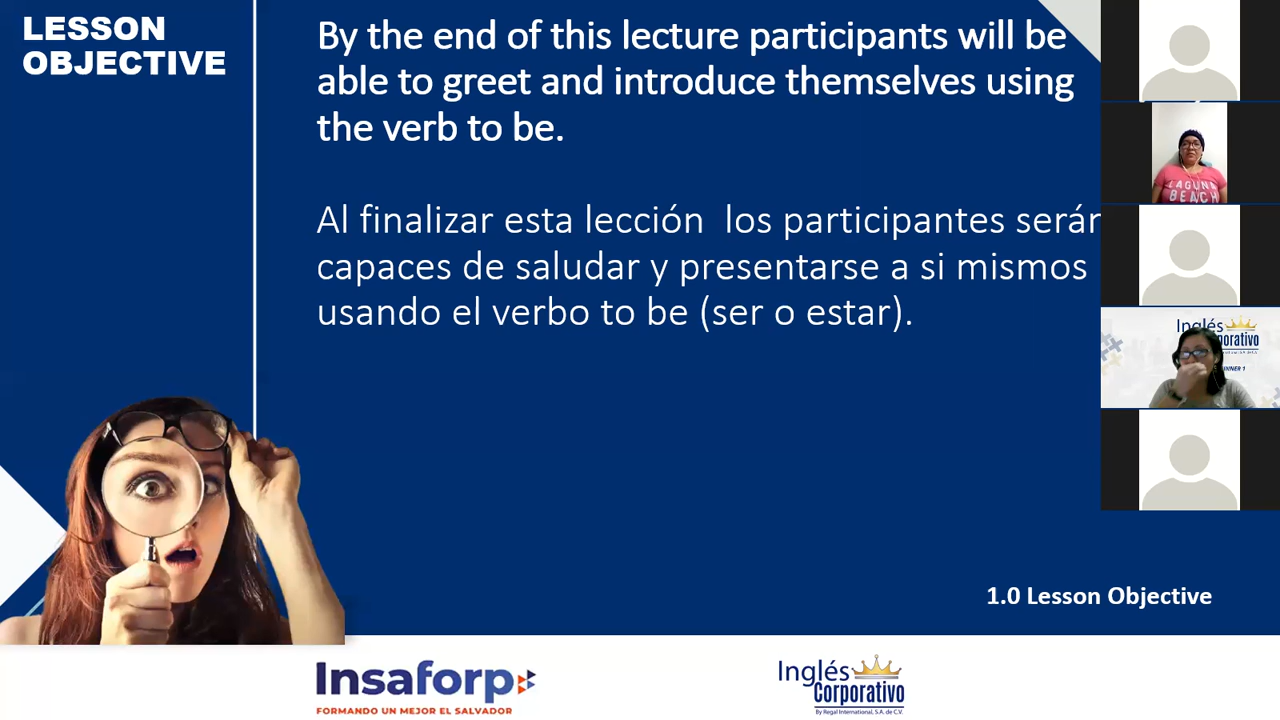 LESSON
OBJECTIVE
By the end of this lecture participants will be
able to greet and introduce themselves using
the verb to be.
Al finalizar esta lección los participantes serán
capaces de saludar y presentarse a si mismos
usando el verbo to be (ser o estar).
LAGUNA
BEACH
Inglés
1.0 Lesson Objective
Insaforp
FORMANDO UN MEJOR EL SALVADOR
Inglés
Corporativo
By Regal International, S.A. de C.V.